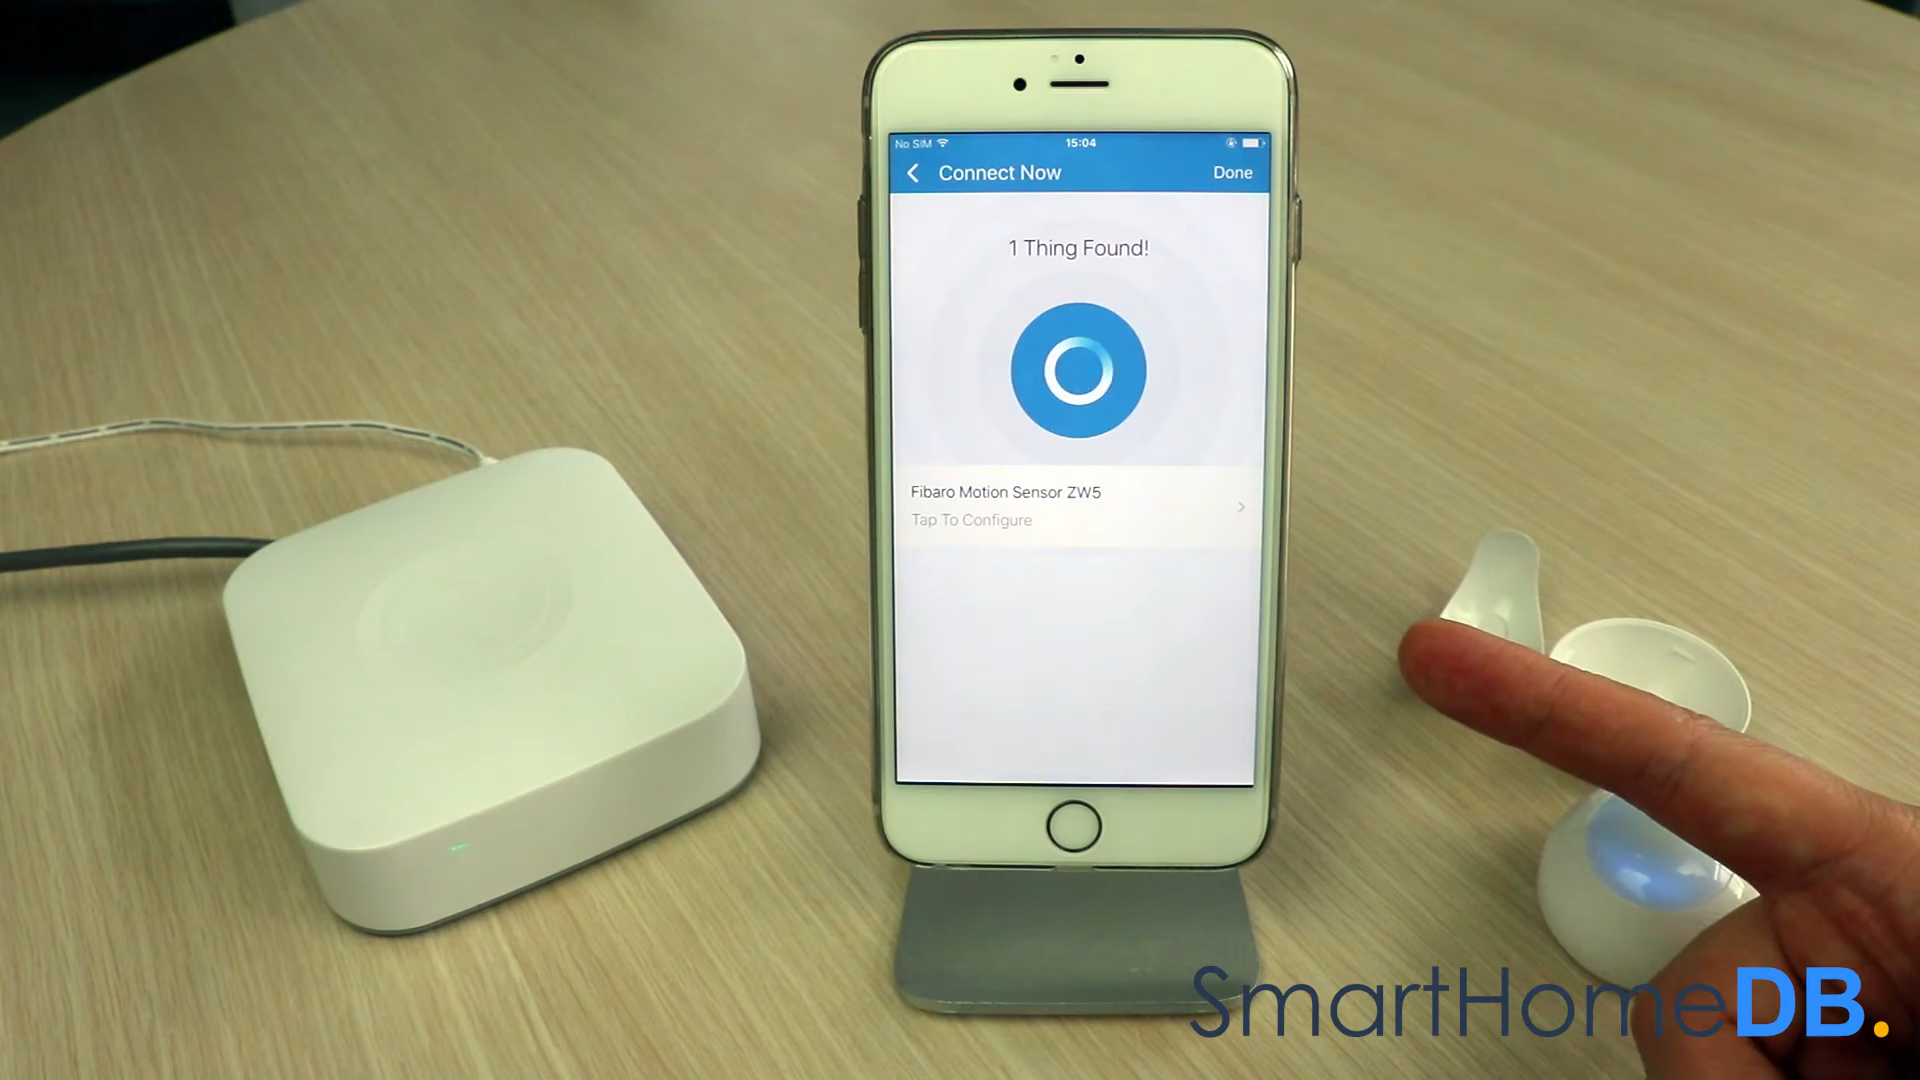 No SIM 15:04
Connect Now Done
1 Thing Found!
Fibaro Motion Sensor ZW5
Tap To Configure
SmartHomeDB.